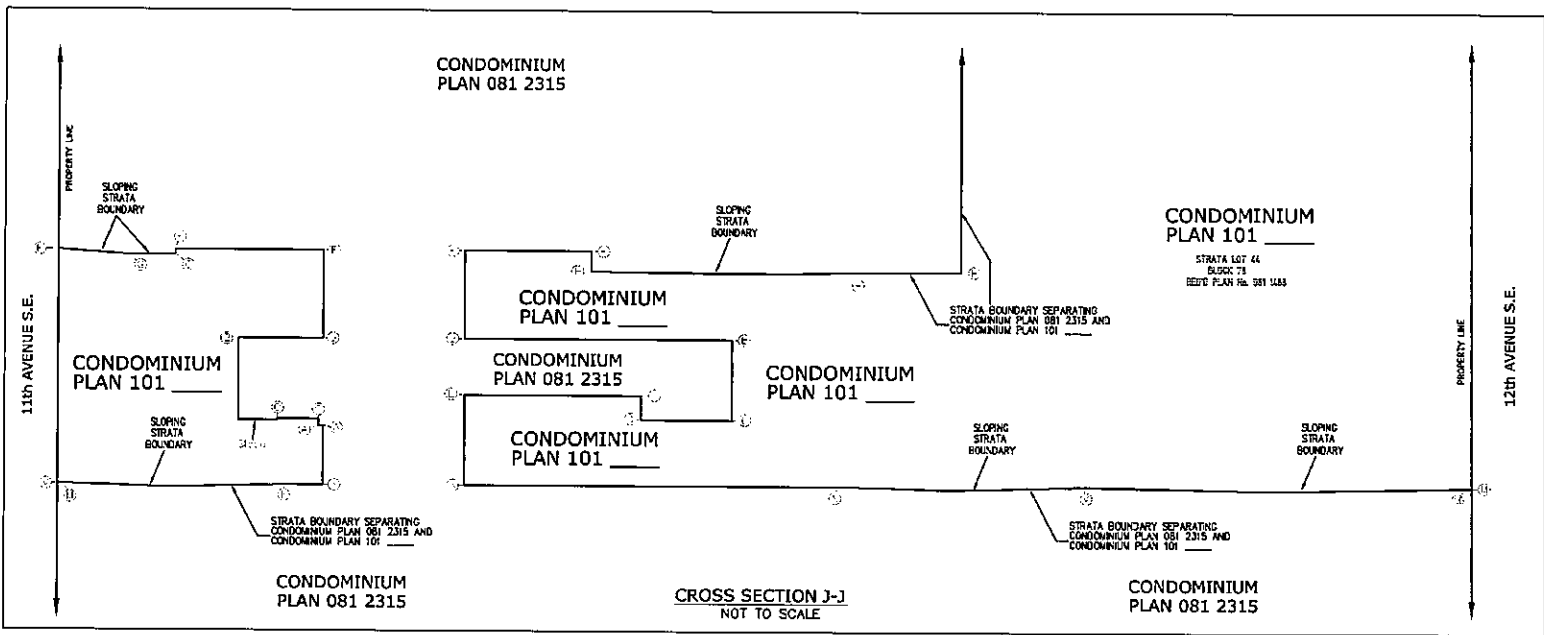 CONDOMINIUM
PLAN 081 2315
PROPERTY LINE
SLOPING
STRATA
BOUNDARY
SLOPING
STRATA
BOUNDARY
CONDOMINIUM
PLAN 101 ____
STRATA LOT 44
BLOCK 78
PROPERTY LINE
11th AVENUE S.E.
12th AVENUE S.E.
CONDOMINIUM
PLAN 101 ____
STRATA BOUNDARY SEPARATING
CONDOMINIUM PLAN 081 2315 AND
CONDOMINIUM PLAN 101 ____
CONDOMINIUM
PLAN 101 ____
CONDOMINIUM
PLAN 081 2315
CONDOMINIUM
PLAN 101 ____
SLOPING
STRATA
BOUNDARY
CONDOMINIUM
PLAN 101 ____
SLOPING
STRATA
BOUNDARY
SLOPING
STRATA
BOUNDARY
STRATA BOUNDARY SEPARATING
CONDOMINIUM PLAN 081 2315 AND
CONDOMINIUM PLAN 101 ____
STRATA BOUNDARY SEPARATING
CONDOMINIUM PLAN 081 2315 AND
CONDOMINIUM PLAN 101 ____
CONDOMINIUM
PLAN 081 2315
CROSS SECTION J-J
NOT TO SCALE
CONDOMINIUM
PLAN 081 2315